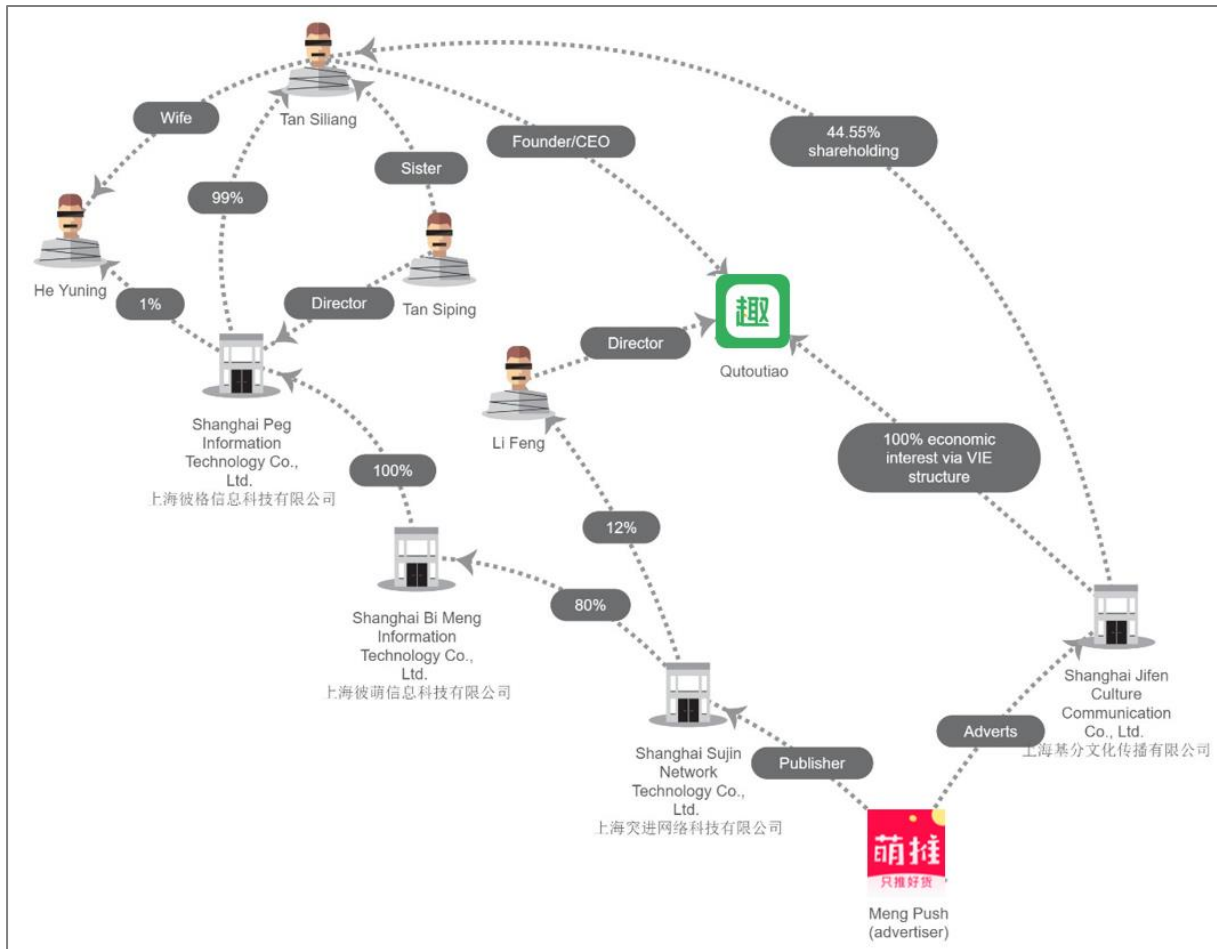 Tan Siliang
Wife
Founder/CEO
44.55%
shareholding
Sister
99%
He Yuning
Tan Siping
1%
Director
趣
Qutoutiao
Director
Li Feng
Shanghai Peg
Information
Technology Co.,
Ltd.
上海彼格信息科技有限公司
100%
100% economic
interest via VIE
structure
12%
Shanghai Bi Meng
Information
Technology Co.,
Ltd.
上海彼萌信息科技有限公司
80%
Shanghai Jifen
Culture
Communication
Co., Ltd.
上海基分文化传播有限公司
Adverts
Publisher
Shanghai Sujin
Network
Technology Co.,
Ltd.
上海突进网络科技有限公司
萌推
只推好货
Meng Push
(advertiser)